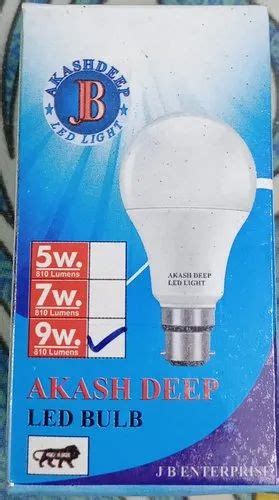 AKASHDEEP
JB
LED LIGHT
AKASH DEEP
LED LIGHT
5w.
810 Lumens
7w.
810 Lumens
9w.
810 Lumens
AKASH DEEP
LED BULB
J B ENTERPRISE